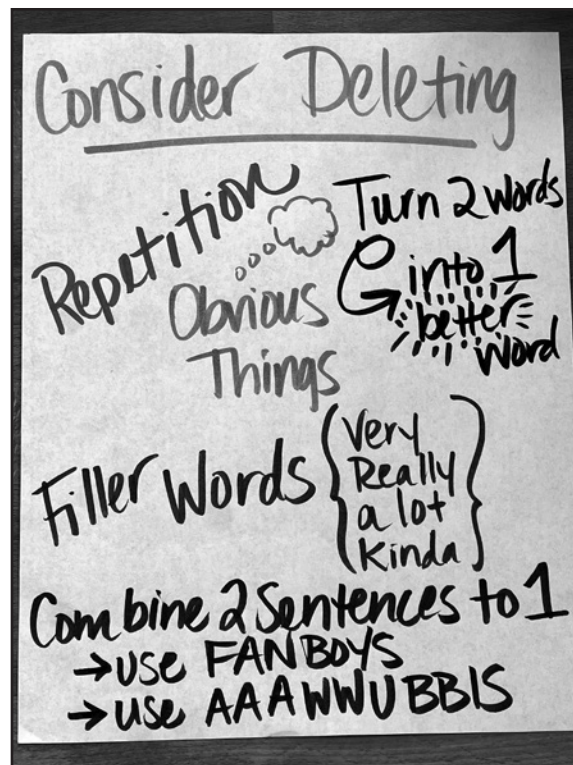 Consider Deleting
Repetition
Obvious
Things
Turn 2 words
into 1
better
word
Filler Words
Very
Really
a lot
Kinda
Combine 2 Sentences to 1
→ use FANBOYS
→ use AAAWWUBBIS